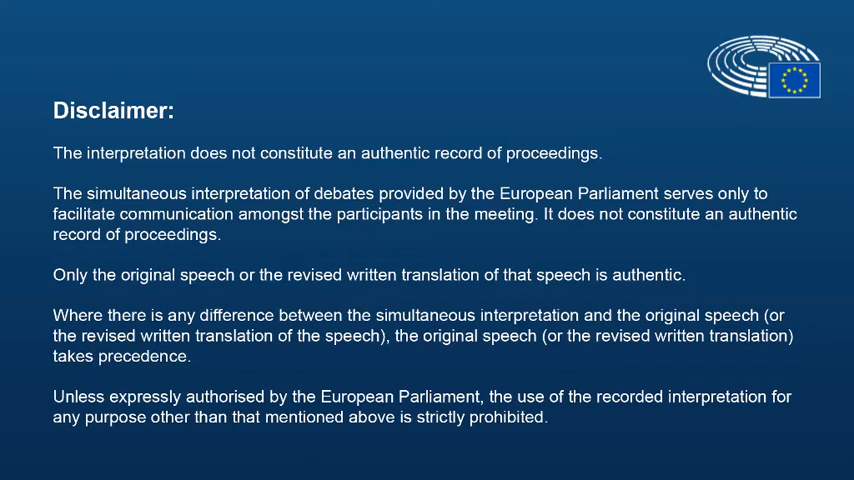 Disclaimer:
The interpretation does not constitute an authentic record of proceedings.
The simultaneous interpretation of debates provided by the European Parliament serves only to
facilitate communication amongst the participants in the meeting. It does not constitute an authentic
record of proceedings.
Only the original speech or the revised written translation of that speech is authentic.
Where there is any difference between the simultaneous interpretation and the original speech (or
the revised written translation of the speech), the original speech (or the revised written translation)
takes precedence.
Unless expressly authorised by the European Parliament, the use of the recorded interpretation for
any purpose other than that mentioned above is strictly prohibited.